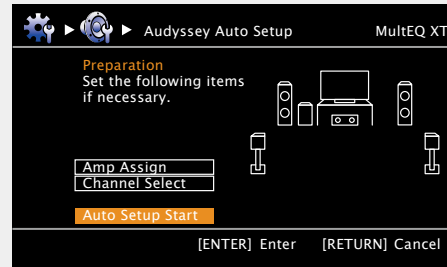 Audyssey Auto Setup
MultEQ XT
Preparation
Set the following items
if necessary.
Amp Assign
Channel Select
Auto Setup Start
[ENTER] Enter
[RETURN] Cancel